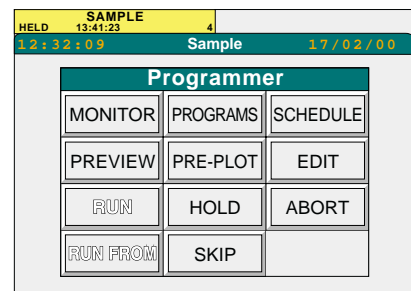 SAMPLE
HELD 13:41:23 4
12:32:09 Sample 17/02/00
Programmer
MONITOR PROGRAMS SCHEDULE
PREVIEW PRE-PLOT EDIT
RUN HOLD ABORT
RUN FROM SKIP